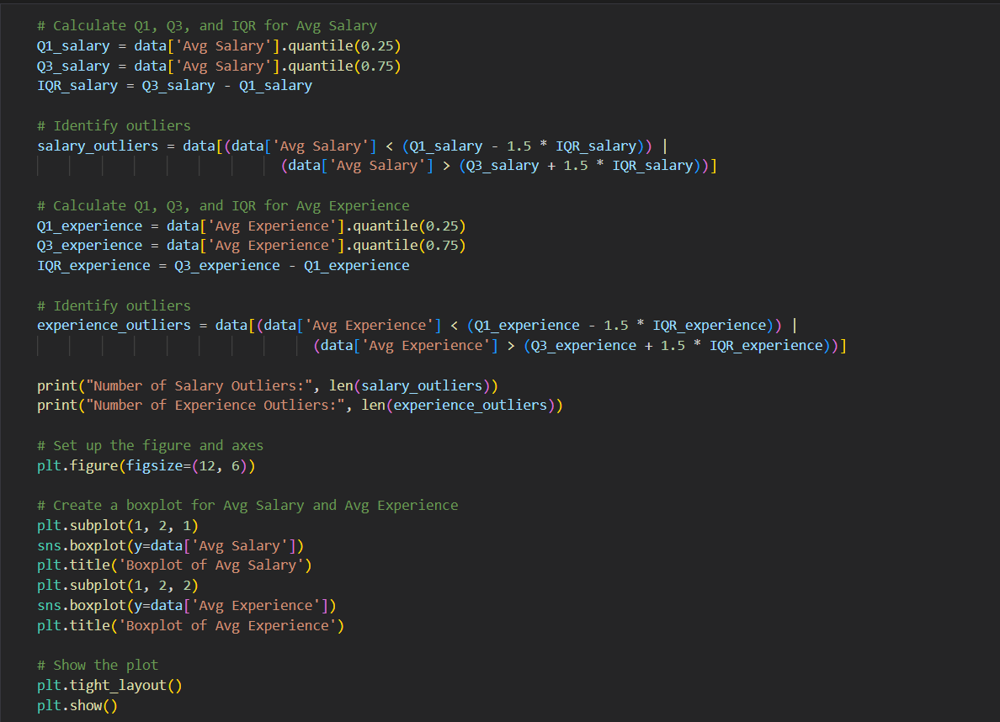 # Calculate Q1, Q3, and IQR for Avg Salary
Q1_salary = data['Avg Salary'].quantile(0.25)
Q3_salary = data['Avg Salary'].quantile(0.75)
IQR_salary = Q3_salary - Q1_salary

# Identify outliers
salary_outliers = data[(data['Avg Salary'] < (Q1_salary - 1.5 * IQR_salary)) |
                              (data['Avg Salary'] > (Q3_salary + 1.5 * IQR_salary))]

# Calculate Q1, Q3, and IQR for Avg Experience
Q1_experience = data['Avg Experience'].quantile(0.25)
Q3_experience = data['Avg Experience'].quantile(0.75)
IQR_experience = Q3_experience - Q1_experience

# Identify outliers
experience_outliers = data[(data['Avg Experience'] < (Q1_experience - 1.5 * IQR_experience)) |
                                  (data['Avg Experience'] > (Q3_experience + 1.5 * IQR_experience))]

print("Number of Salary Outliers:", len(salary_outliers))
print("Number of Experience Outliers:", len(experience_outliers))

# Set up the figure and axes
plt.figure(figsize=(12, 6))

# Create a boxplot for Avg Salary and Avg Experience
plt.subplot(1, 2, 1)
sns.boxplot(y=data['Avg Salary'])
plt.title('Boxplot of Avg Salary')
plt.subplot(1, 2, 2)
sns.boxplot(y=data['Avg Experience'])
plt.title('Boxplot of Avg Experience')

# Show the plot
plt.tight_layout()
plt.show()